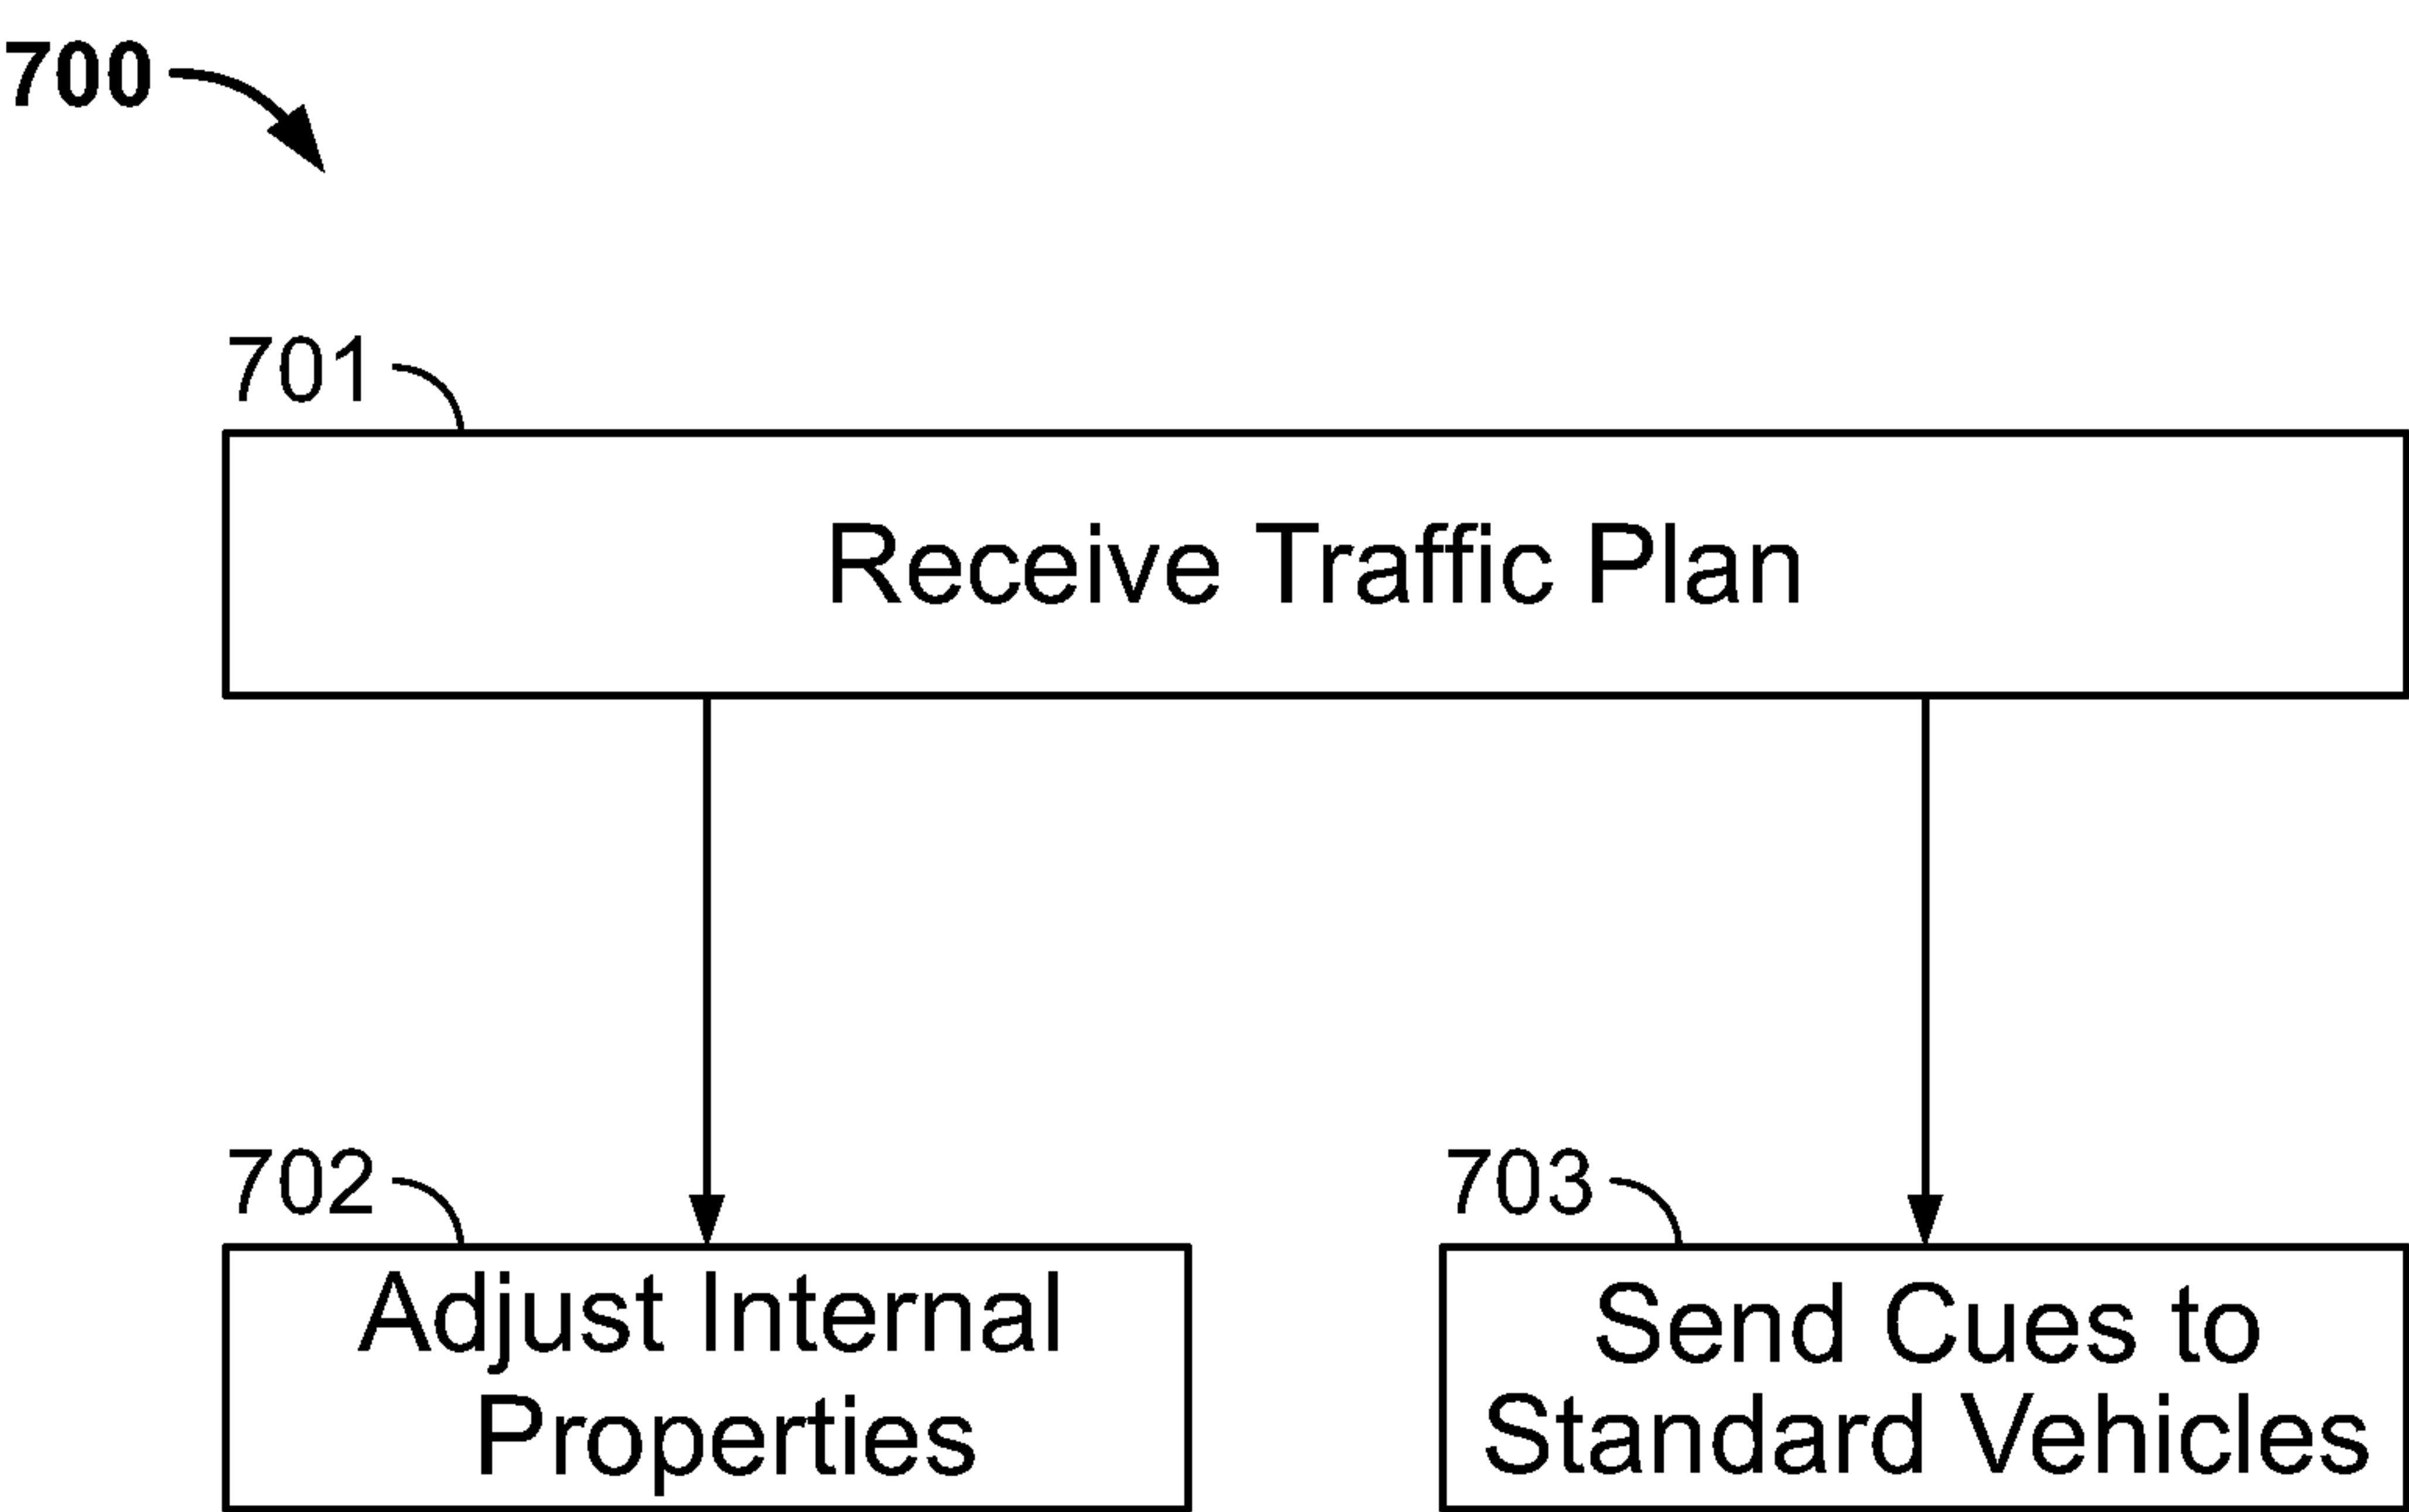 700
701
Receive Traffic Plan
702
Adjust Internal
Properties
703
Send Cues to
Standard Vehicles